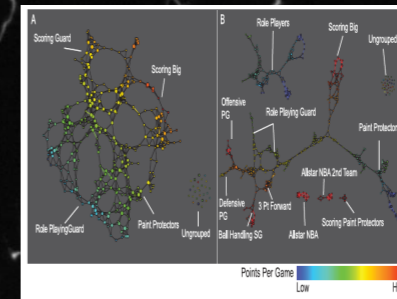 A
Scoring Guard
Scoring Big
Role PlayingGuard
Paint Protectors
Ungrouped
B
Role Players
Scoring Big
Ungrouped
Offensive
PG
Role Playing Guard
Paint Protectors
Allstar NBA 2nd Team
Defensive
PG
3 Pt Forward
Ball Handling SG
Allstar NBA
Scoring Paint Protectors
Points Per Game
Low